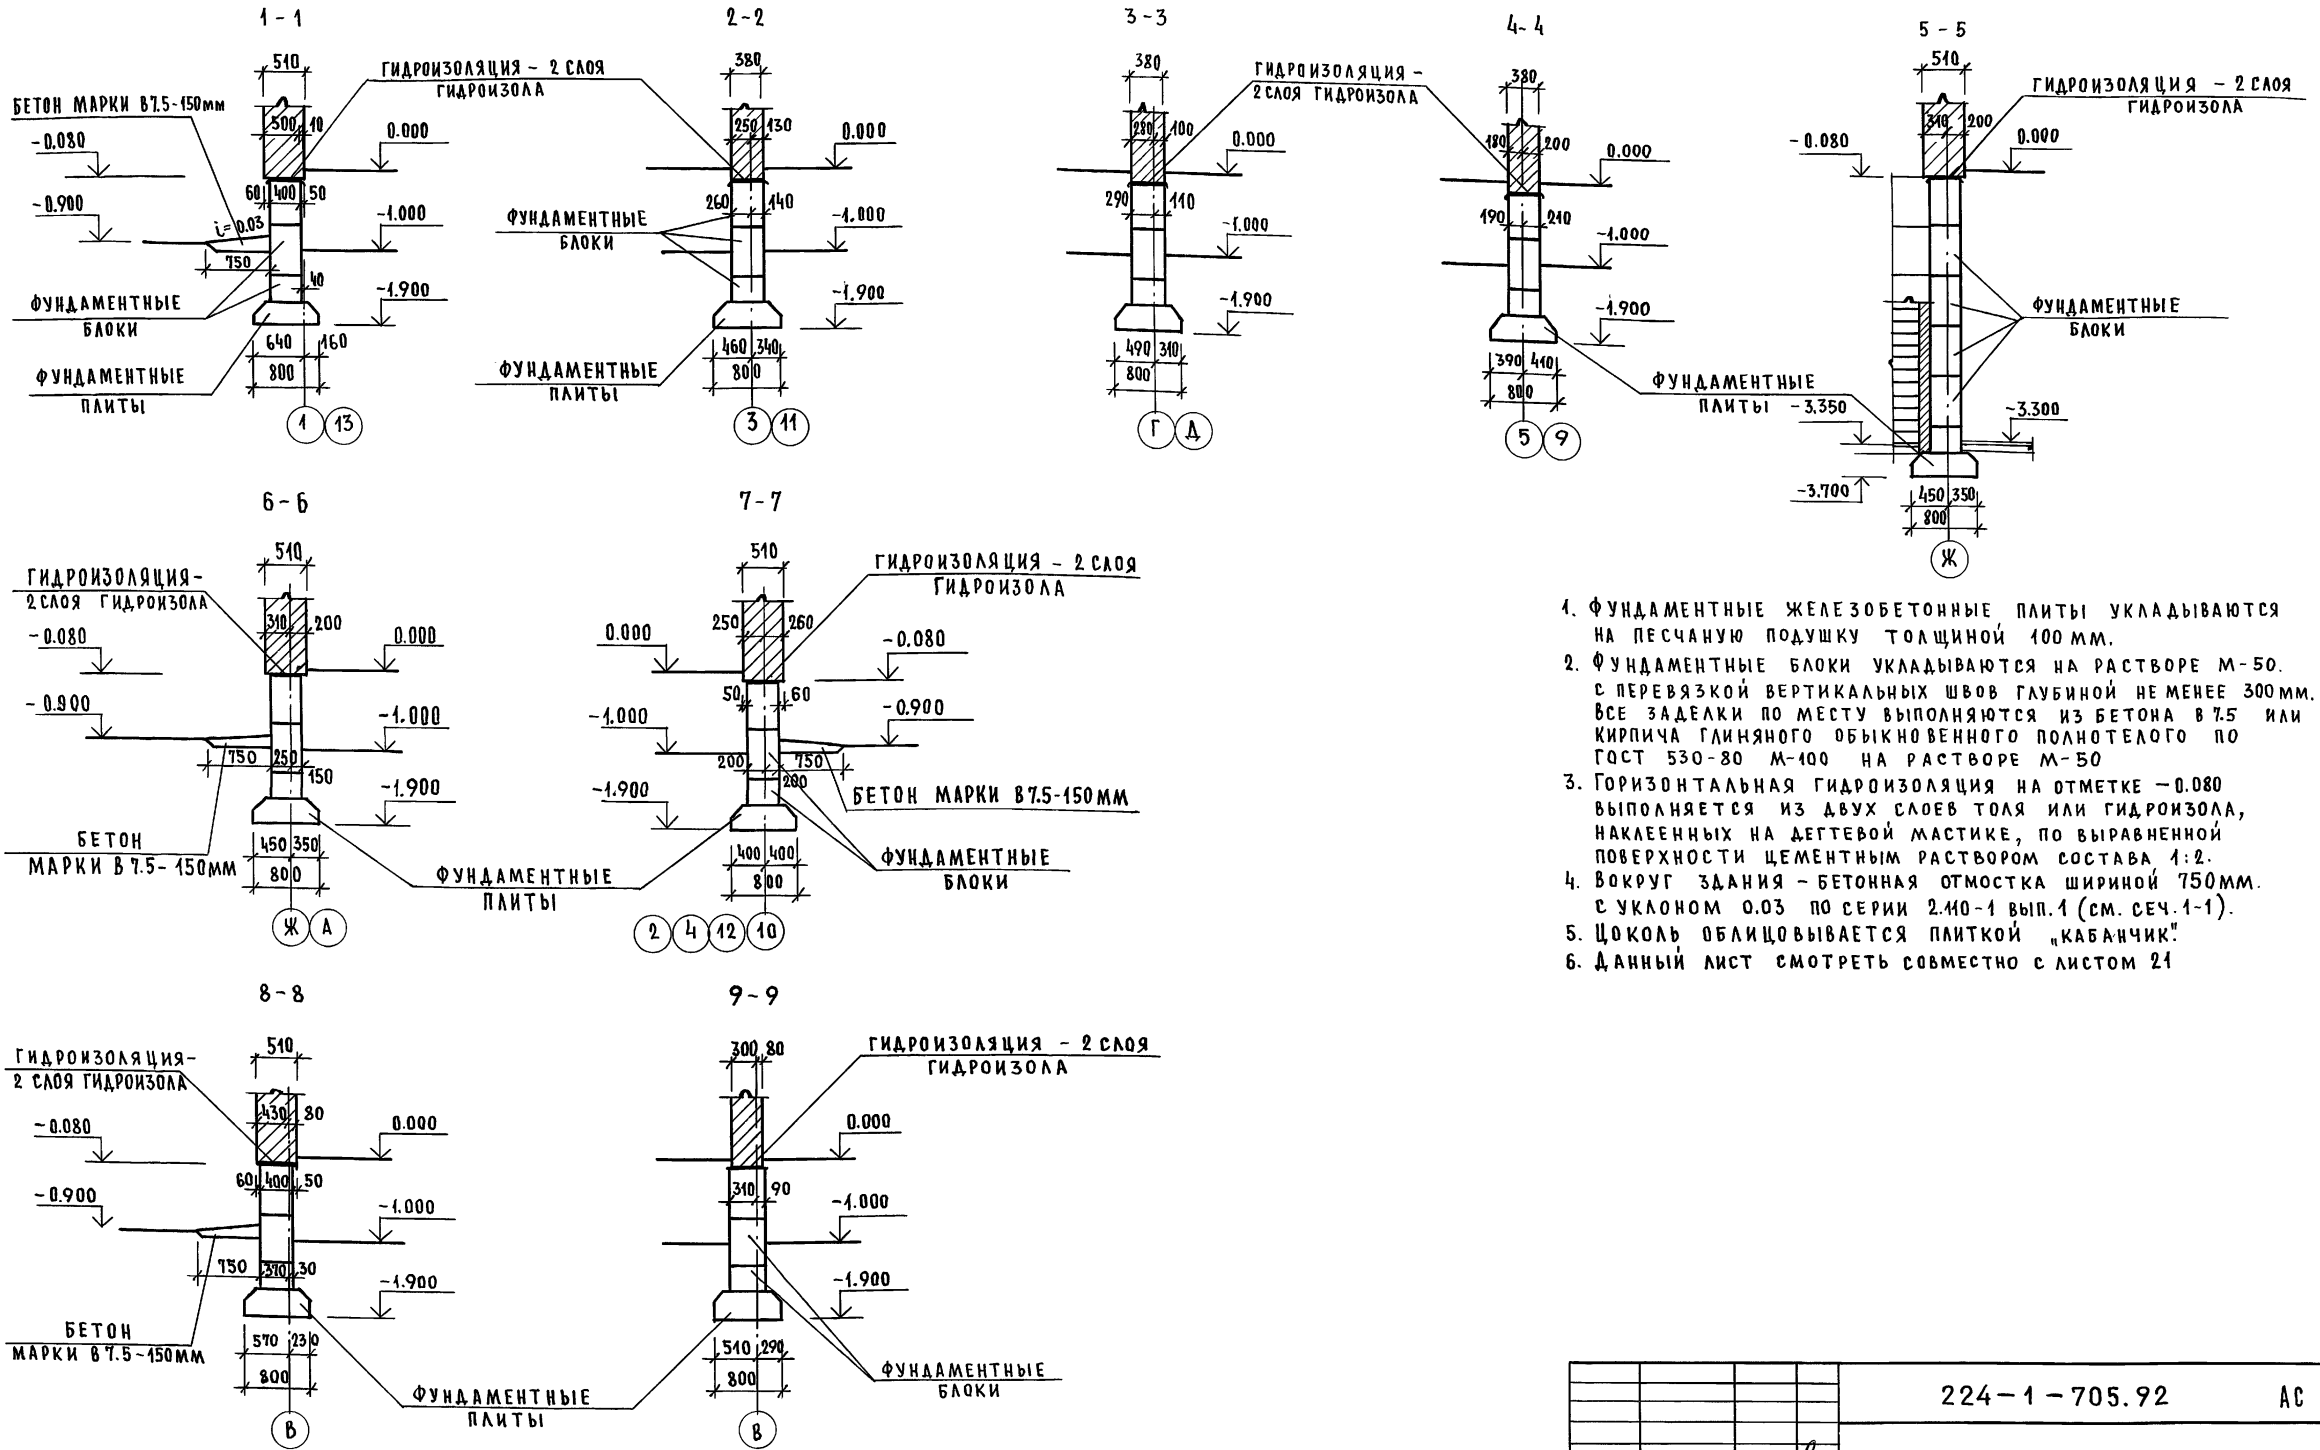 1-1
510
ГИДРОИЗОЛЯЦИЯ - 2 СЛОЯ
ГИДРОИЗОЛА
БЕТОН МАРКИ В7.5-150мм
500 10
0.000
-0.080
60 400 50
-0.900
-1.000
i=0.03
750
40
ФУНДАМЕНТНЫЕ
БЛОКИ
-1.900
640 160
800
ФУНДАМЕНТНЫЕ
ПЛИТЫ
1 13
2-2
380
250 130
0.000
260 140
ФУНДАМЕНТНЫЕ
БЛОКИ
-1.000
-1.900
460 340
800
ФУНДАМЕНТНЫЕ
ПЛИТЫ
3 11
3-3
380
ГИДРОИЗОЛЯЦИЯ -
2 СЛОЯ ГИДРОИЗОЛА
280 100
0.000
290 110
-1.000
-1.900
490 310
800
Г Д
4-4
380
180 200
0.000
190 210
-1.000
-1.900
390 410
800
ФУНДАМЕНТНЫЕ
ПЛИТЫ
5 9
5-5
510
ГИДРОИЗОЛЯЦИЯ - 2 СЛОЯ
ГИДРОИЗОЛА
310 200
-0.080
0.000
ФУНДАМЕНТНЫЕ
БЛОКИ
-3.350
-3.300
-3.700
450 350
800
Ж
6-6
510
ГИДРОИЗОЛЯЦИЯ-
2 СЛОЯ ГИДРОИЗОЛА
310 200
-0.080
0.000
-0.900
-1.000
750 250
150
-1.900
БЕТОН
МАРКИ В7.5-150мм
450 350
800
Ж А
7-7
510
ГИДРОИЗОЛЯЦИЯ - 2 СЛОЯ
ГИДРОИЗОЛА
250 260
0.000
-0.080
50 60
-1.000
-0.900
200 750
200
-1.900
БЕТОН МАРКИ В7.5-150мм
400 400
800
ФУНДАМЕНТНЫЕ
БЛОКИ
ФУНДАМЕНТНЫЕ
ПЛИТЫ
2 4 12 10
8-8
510
ГИДРОИЗОЛЯЦИЯ-
2 СЛОЯ ГИДРОИЗОЛА
430 80
-0.080
0.000
60 400 50
-0.900
-1.000
750 370 30
-1.900
БЕТОН
МАРКИ В7.5-150мм
570 230
800
ФУНДАМЕНТНЫЕ
ПЛИТЫ
В
9-9
300 80
ГИДРОИЗОЛЯЦИЯ - 2 СЛОЯ
ГИДРОИЗОЛА
0.000
310 90
-1.000
-1.900
510 290
800
ФУНДАМЕНТНЫЕ
БЛОКИ
В
1. ФУНДАМЕНТНЫЕ ЖЕЛЕЗОБЕТОННЫЕ ПЛИТЫ УКЛАДЫВАЮТСЯ
НА ПЕСЧАНУЮ ПОДУШКУ ТОЛЩИНОЙ 100 ММ.
2. ФУНДАМЕНТНЫЕ БЛОКИ УКЛАДЫВАЮТСЯ НА РАСТВОРЕ М-50.
С ПЕРЕВЯЗКОЙ ВЕРТИКАЛЬНЫХ ШВОВ ГЛУБИНОЙ НЕ МЕНЕЕ 300ММ.
ВСЕ ЗАДЕЛКИ ПО МЕСТУ ВЫПОЛНЯЮТСЯ ИЗ БЕТОНА В 7.5 ИЛИ
КИРПИЧА ГЛИНЯНОГО ОБЫКНОВЕННОГО ПОЛНОТЕЛОГО ПО
ГОСТ 530-80 М-100 НА РАСТВОРЕ М-50
3. ГОРИЗОНТАЛЬНАЯ ГИДРОИЗОЛЯЦИЯ НА ОТМЕТКЕ -0.080
ВЫПОЛНЯЕТСЯ ИЗ ДВУХ СЛОЕВ ТОЛЯ ИЛИ ГИДРОИЗОЛА,
НАКЛЕЕННЫХ НА ДЕГТЕВОЙ МАСТИКЕ, ПО ВЫРАВНЕННОЙ
ПОВЕРХНОСТИ ЦЕМЕНТНЫМ РАСТВОРОМ СОСТАВА 1:2.
4. ВОКРУГ ЗДАНИЯ - БЕТОННАЯ ОТМОСТКА ШИРИНОЙ 750ММ.
С УКЛОНОМ 0.03 ПО СЕРИИ 2.110-1 ВЫП.1 (СМ. СЕЧ.1-1).
5. ЦОКОЛЬ ОБЛИЦОВЫВАЕТСЯ ПЛИТКОЙ „КАБАНЧИК".
6. ДАННЫЙ ЛИСТ СМОТРЕТЬ СОВМЕСТНО С ЛИСТОМ 21
224-1-705.92 АС